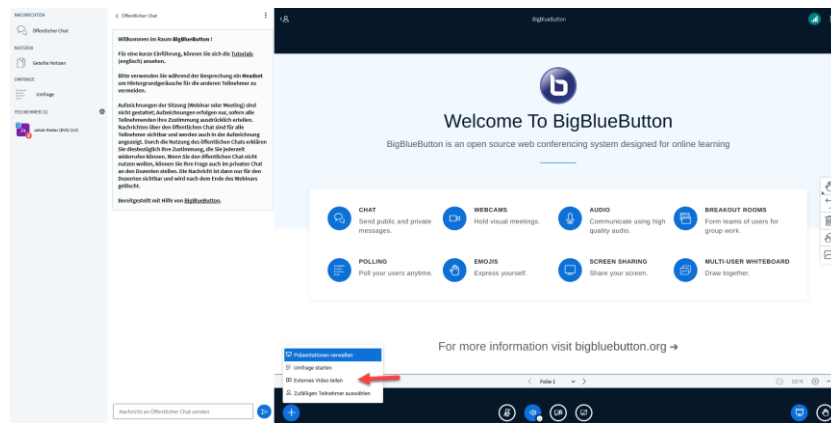 NACHRICHTEN
Öffentlicher Chat
NOTIZEN
Geteilte Notizen
UMFRAGE
Umfrage
TEILNEHMER (1)
Öffentlicher Chat
Willkommen im Raum BigBlueButton !
Für eine kurze Einführung, können Sie sich die Tutorials
(englisch) ansehen.
Bitte verwenden Sie während der Besprechung ein Headset
um Hintergrundgeräusche für die anderen Teilnehmer zu
vermeiden.
Aufzeichnungen der Sitzung (Webinar oder Meeting) sind
nicht gestattet; Aufzeichnungen erfolgen nur, sofern alle
Teilnehmenden ihre Zustimmung ausdrücklich erteilen.
Nachrichten über den öffentlichen Chat sind für alle
Teilnehmer sichtbar und werden auch in der Aufzeichnung
angezeigt. Durch die Nutzung des öffentlichen Chats erklären
Sie diesbezüglich Ihre Zustimmung, die Sie jederzeit
widerrufen können. Wenn Sie den öffentlichen Chat nicht
nutzen wollen, können Sie Ihre Frage auch im privaten Chat
an den Dozenten stellen. Die Nachricht ist dann nur für den
Dozenten sichtbar und wird nach dem Ende des Webinars
gelöscht.
Bereitgestellt mit Hilfe von BigBlueButton.
Nachricht an Öffentlicher Chat senden
BigBlueButton
Welcome To BigBlueButton
BigBlueButton is an open source web conferencing system designed for online learning
CHAT
Send public and private
messages.
WEBCAMS
Hold visual meetings.
AUDIO
Communicate using high
quality audio.
BREAKOUT ROOMS
Form teams of users for
group work.
POLLING
Poll your users anytime.
EMOJIS
Express yourself.
SCREEN SHARING
Share your screen.
MULTI-USER WHITEBOARD
Draw together.
For more information visit bigbluebutton.org →
Präsentationen verwalten
Umfrage starten
Externes Video teilen
Zufälligen Teilnehmer auswählen
Folie 1
100%